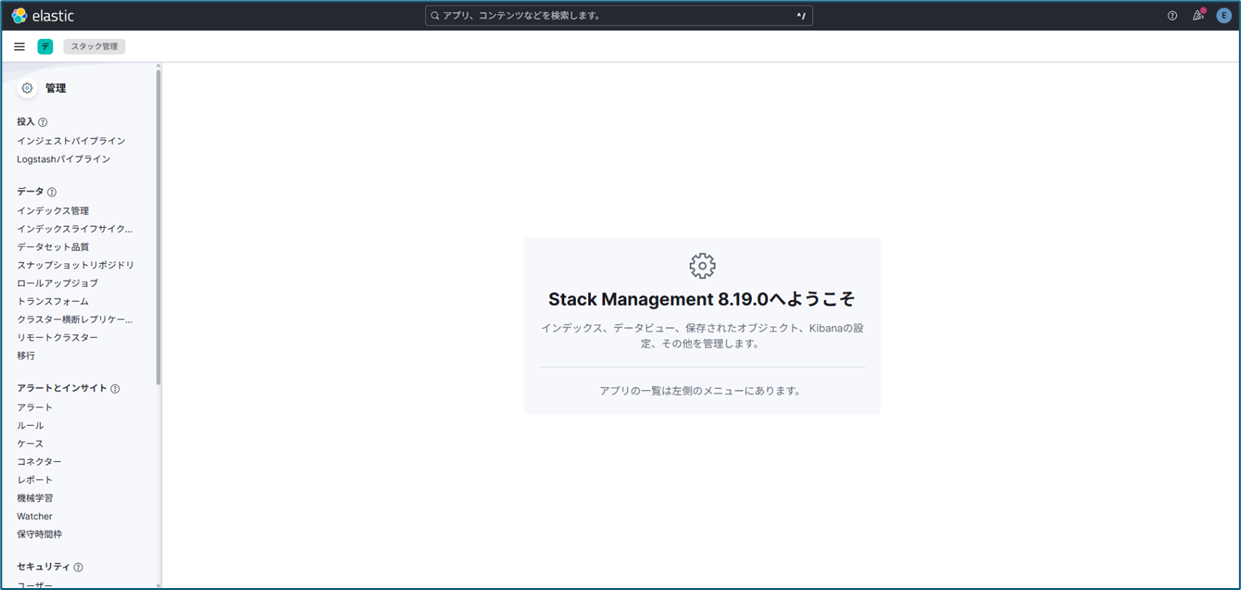 elastic
アプリ、コンテンツなどを検索します。
^/
E
デ
スタック管理
管理
投入
インジェストパイプライン
Logstashパイプライン
データ
インデックス管理
インデックスライフサイク...
データセット品質
スナップショットリポジトリ
ロールアップジョブ
トランスフォーム
クラスター横断レプリケー...
リモートクラスター
移行
アラートとインサイト
アラート
ルール
ケース
コネクター
レポート
機械学習
Watcher
保守時間枠
セキュリティ
ユーザー
Stack Management 8.19.0へようこそ
インデックス、データビュー、保存されたオブジェクト、Kibanaの設
定、その他を管理します。
アプリの一覧は左側のメニューにあります。